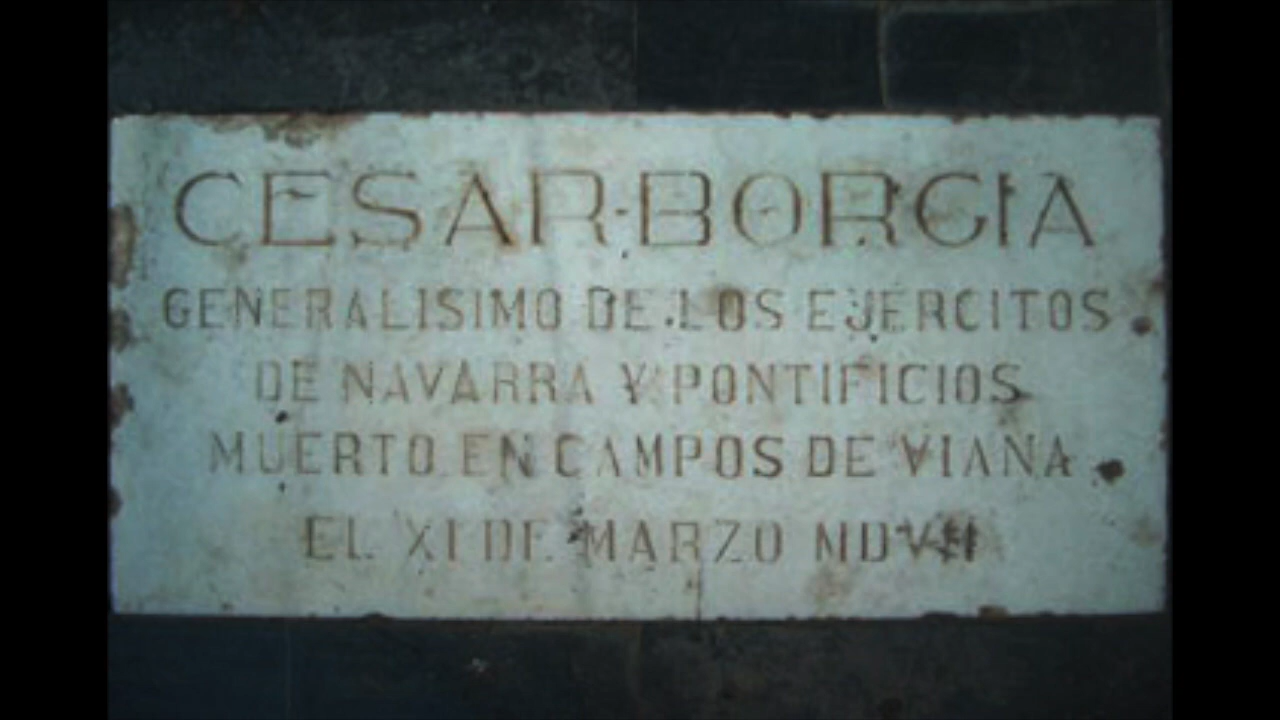 CESAR·BORGIA
GENERALISIMO DE LOS EJERCITOS
DE NAVARRA Y PONTIFICIOS
MUERTO EN CAMPOS DE VIANA
EL XI DE MARZO MDVII